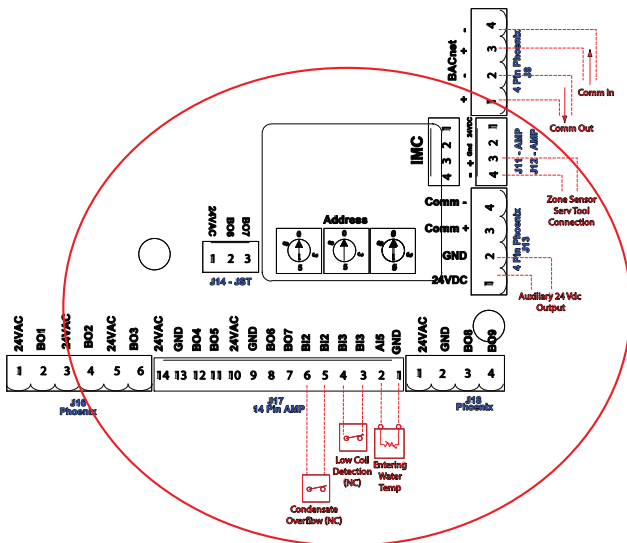 BACnet
- + - +
4 3 2 1
4 Pin Phoenix
J8
Comm In
Comm Out
IMC
1 2 3 4
- + Gnd 24VDC
1 2 3 4
J11 - AMP
J12 - AMP
Zone Sensor
Serv Tool
Connection
Comm -
Comm +
GND
24VDC
4 3 2 1
4 Pin Phoenix
J13
Auxiliary 24 Vdc
Output
Address
0 5
0 5
0 5
24VAC BO6 BO7
1 2 3
J14 - JST
24VAC BO1 24VAC BO2 24VAC BO3
1 2 3 4 5 6
J16
Phoenix
24VAC GND BO4 BO5 24VAC GND BO6 BO7 BI2 BI2 BI3 BI3 AI5 GND
14 13 12 11 10 9 8 7 6 5 4 3 2 1
J17
14 Pin AMP
24VAC GND BO8 BO9
1 2 3 4
J18
Phoenix
Low Coil
Detection
(NC)
Entering
Water
Temp
Condensate
Overflow (NC)